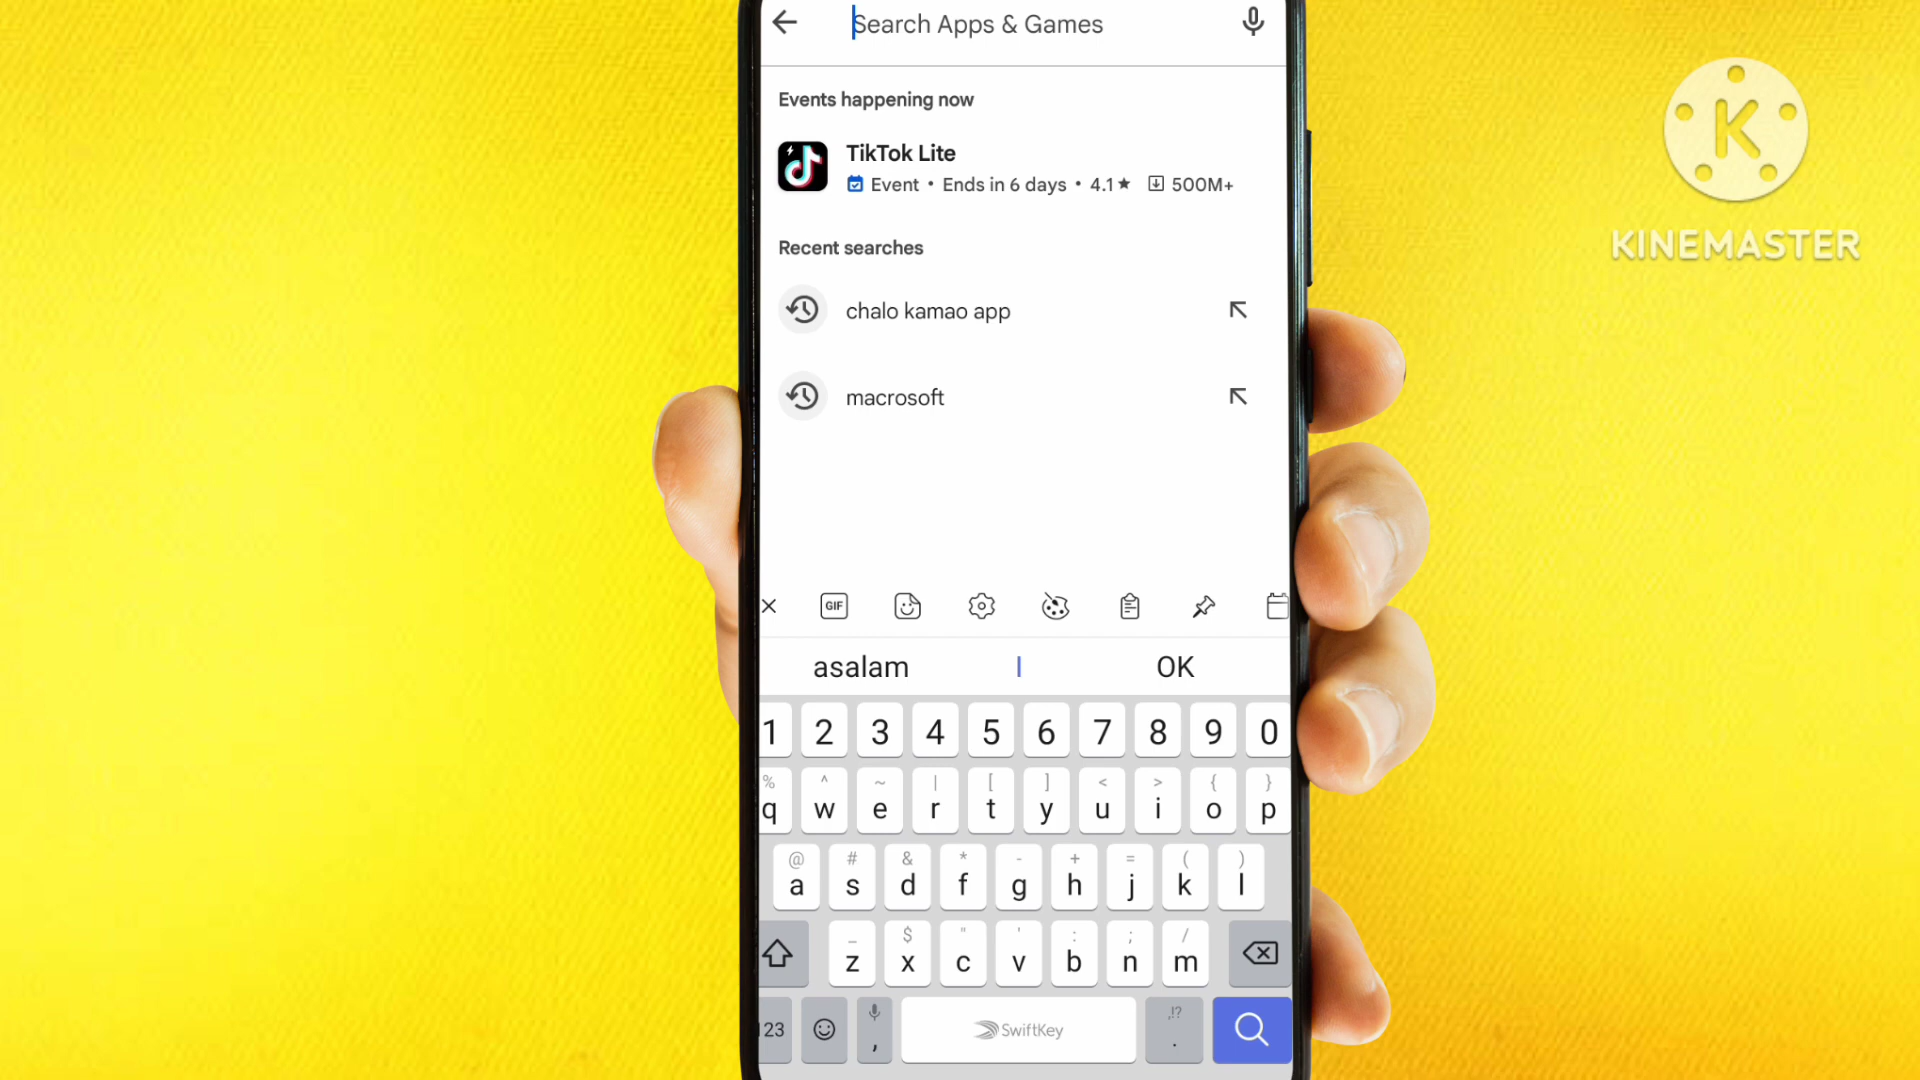 Search Apps & Games
Events happening now
TikTok Lite
Event • Ends in 6 days • 4.1★ 500M+
Recent searches
chalo kamao app
macrosoft
GIF
asalam I OK
1 2 3 4 5 6 7 8 9 0
% ^ ~ | [ ] < > { }
q w e r t y u i o p
@ # & * - + = ( )
a s d f g h j k l
_ $ " ' : ; /
z x c v b n m
,!?
123 , SwiftKey .
K
KINEMASTER